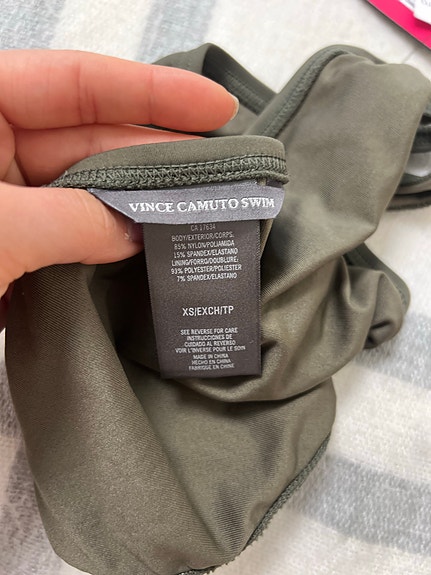 VINCE CAMUTO SWIM
CA 17634
BODY/EXTERIOR/CORPS:
85% NYLON/POLIAMIDA
15% SPANDEX/ELASTANO
LINING/FORRO/DOUBLURE:
93% POLYESTER/POLIESTER
7% SPANDEX/ELASTANO
XS/EXCH/TP
SEE REVERSE FOR CARE
INSTRUCCIONES DE
CUIDADO AL REVERSO
VOIR L'INVERSE POUR LE SOIN
MADE IN CHINA
HECHO EN CHINA
FABRIQUE EN CHINE